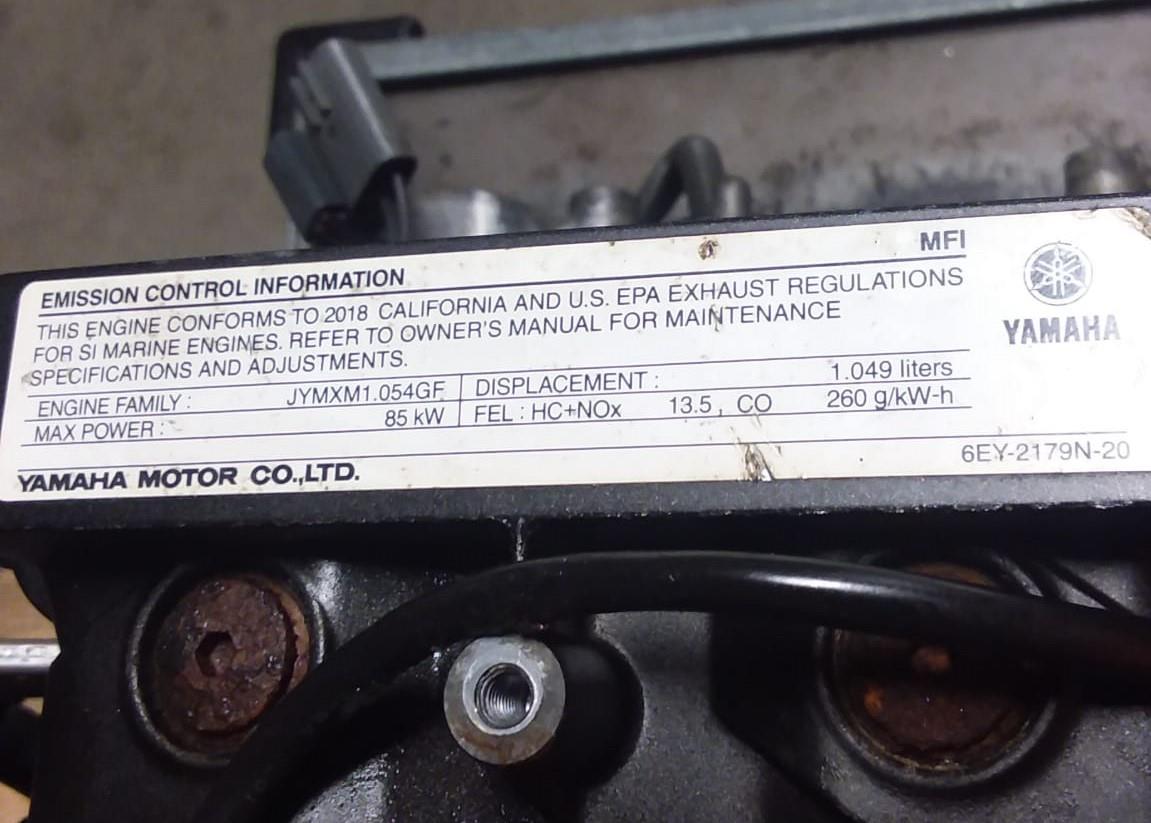 EMISSION CONTROL INFORMATION
MFI
THIS ENGINE CONFORMS TO 2018 CALIFORNIA AND U.S. EPA EXHAUST REGULATIONS
FOR SI MARINE ENGINES. REFER TO OWNER'S MANUAL FOR MAINTENANCE
SPECIFICATIONS AND ADJUSTMENTS.
ENGINE FAMILY : JYMXM1.054GF DISPLACEMENT : 1.049 liters
MAX POWER : 85 kW FEL : HC+NOx 13.5 , CO 260 g/kW-h
YAMAHA MOTOR CO.,LTD.
6EY-2179N-20
YAMAHA